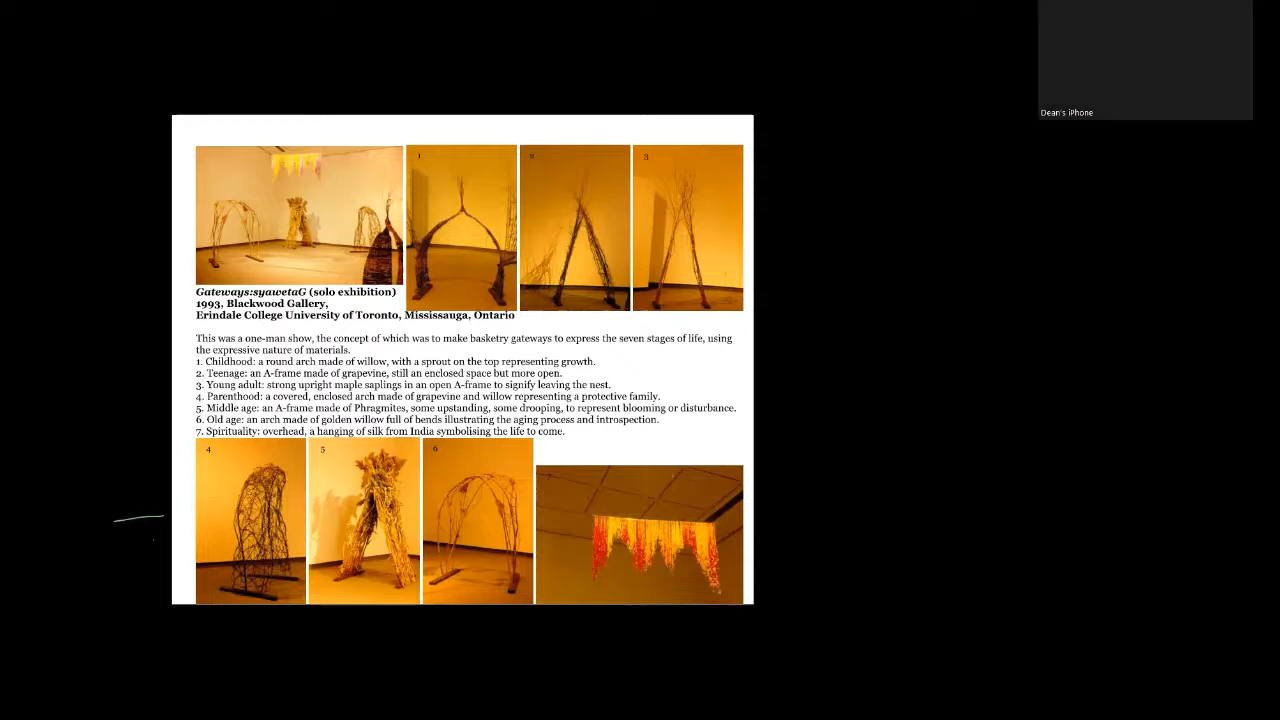 Dean's iPhone
1
2
3
Gateways:syawetaG (solo exhibition)
1993, Blackwood Gallery,
Erindale College University of Toronto, Mississauga, Ontario
This was a one-man show, the concept of which was to make basketry gateways to express the seven stages of life, using
the expressive nature of materials.
1. Childhood: a round arch made of willow, with a sprout on the top representing growth.
2. Teenage: an A-frame made of grapevine, still an enclosed space but more open.
3. Young adult: strong upright maple saplings in an open A-frame to signify leaving the nest.
4. Parenthood: a covered, enclosed arch made of grapevine and willow representing a protective family.
5. Middle age: an A-frame made of Phragmites, some upstanding, some drooping, to represent blooming or disturbance.
6. Old age: an arch made of golden willow full of bends illustrating the aging process and introspection.
7. Spirituality: overhead, a hanging of silk from India symbolising the life to come.
4
5
6